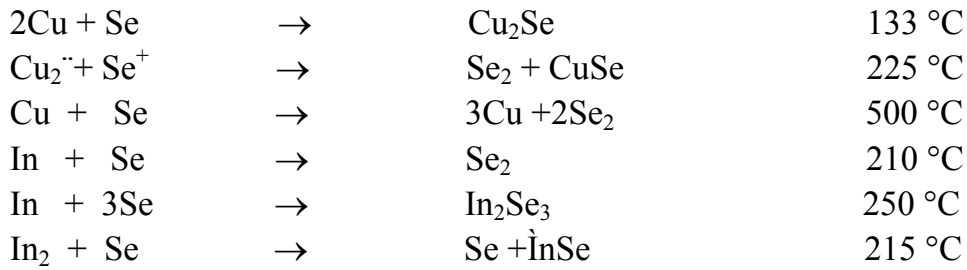 2Cu + Se → Cu₂Se 133 °C
Cu₂¨+ Se⁺ → Se₂ + CuSe 225 °C
Cu + Se → 3Cu +2Se₂ 500 °C
In + Se → Se₂ 210 °C
In + 3Se → In₂Se₃ 250 °C
In₂ + Se → Se +ÌnSe 215 °C